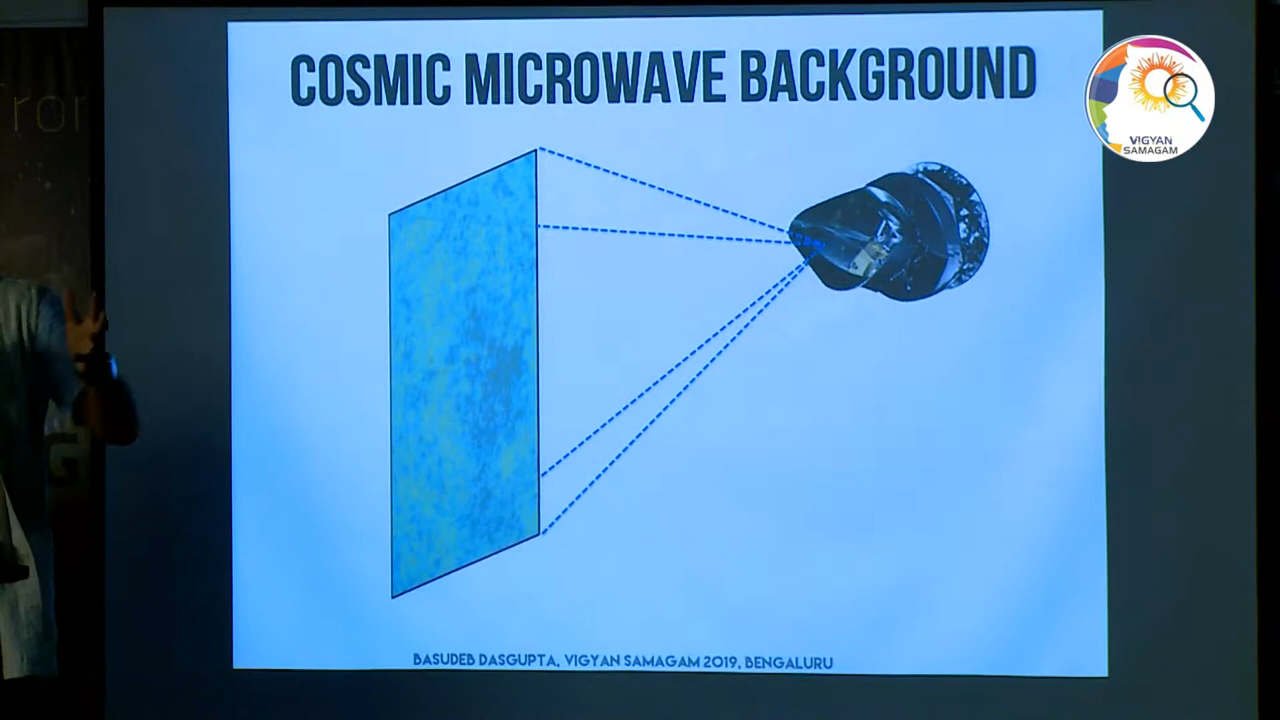 COSMIC MICROWAVE BACKGROUND
VIGYAN
SAMAGAM
BASUDEB DASGUPTA, VIGYAN SAMAGAM 2019, BENGALURU